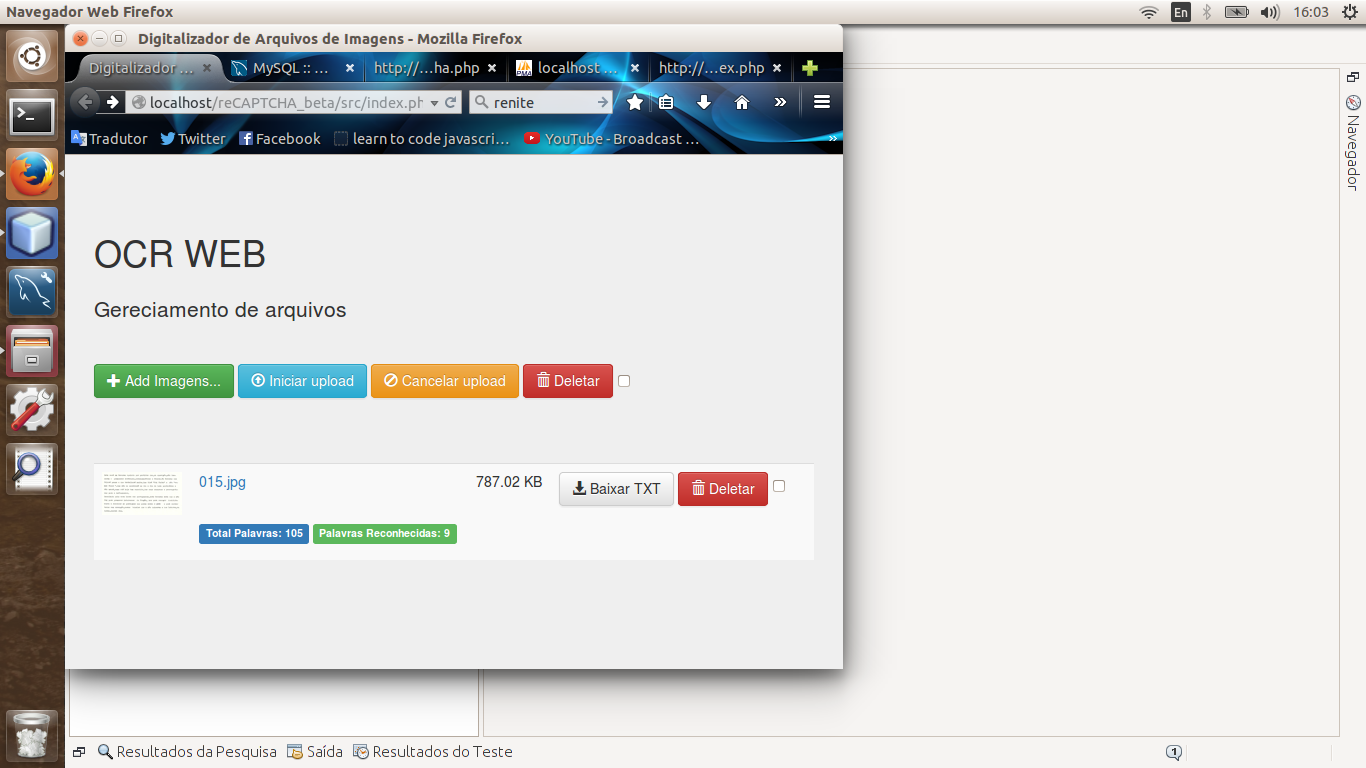 Navegador Web Firefox
En
16:03
Digitalizador de Arquivos de Imagens - Mozilla Firefox
Digitalizador ...
MySQL :: ...
http://...ha.php
localhost ...
http://...ex.php
localhost/reCAPTCHA_beta/src/index.ph
renite
Tradutor
Twitter
Facebook
learn to code javascri...
YouTube - Broadcast ...
»
OCR WEB
Gereciamento de arquivos
Add Imagens...
Iniciar upload
Cancelar upload
Deletar
015.jpg
787.02 KB
Baixar TXT
Deletar
Total Palavras: 105
Palavras Reconhecidas: 9
Navegador
Resultados da Pesquisa
Saída
Resultados do Teste
1